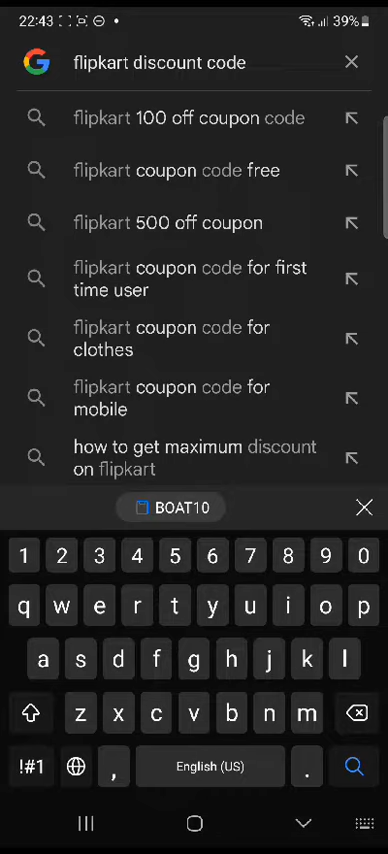 22:43 39%
flipkart discount code
flipkart 100 off coupon code
flipkart coupon code free
flipkart 500 off coupon
flipkart coupon code for first
time user
flipkart coupon code for
clothes
flipkart coupon code for
mobile
how to get maximum discount
on flipkart
BOAT10
1 2 3 4 5 6 7 8 9 0
q w e r t y u i o p
a s d f g h j k l
z x c v b n m
!#1 , English (US) .